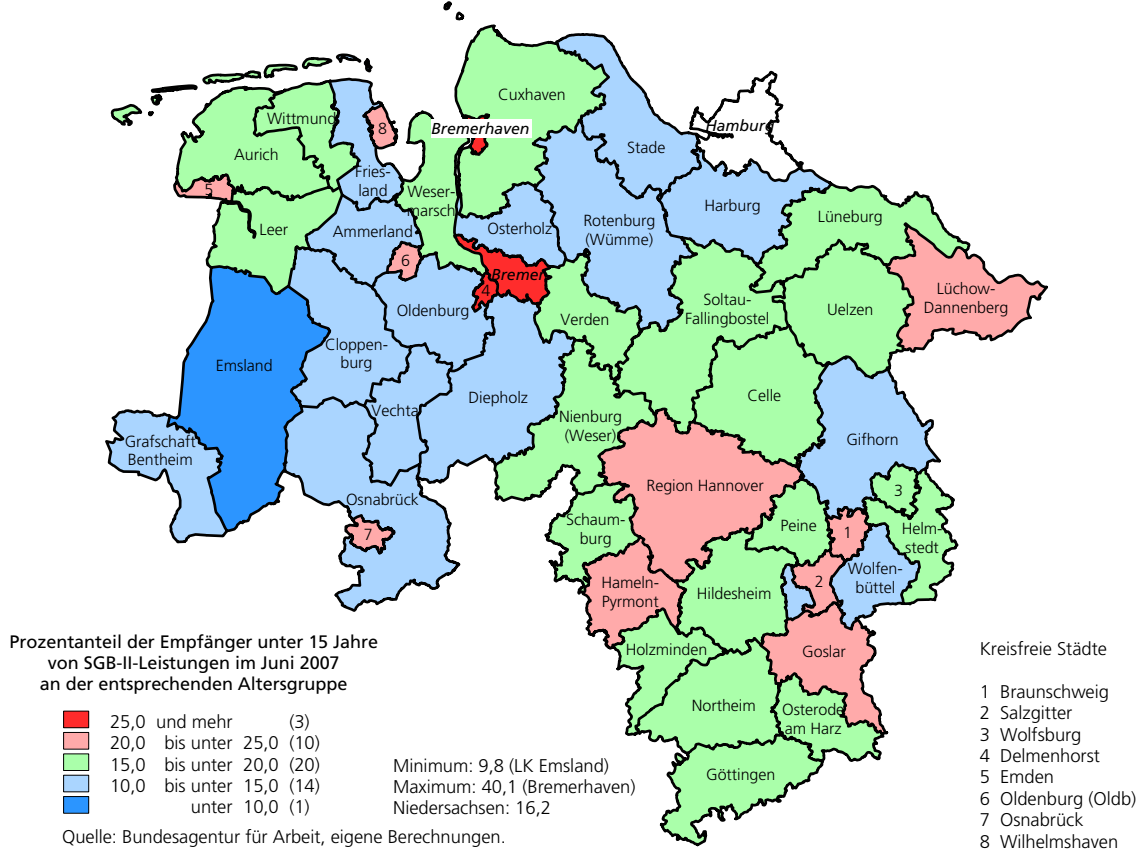 Cuxhaven
Wittmund
8
Bremerhaven
Hamburg
Aurich
Stade
Fries-
land
5
Weser-
marsch
Harburg
Rotenburg
(Wümme)
Lüneburg
Leer
Ammerland
Osterholz
6
Bremen
4
Lüchow-
Dannenberg
Oldenburg
Verden
Soltau-
Fallingbostel
Uelzen
Cloppen-
burg
Emsland
Vechta
Diepholz
Celle
Nienburg
(Weser)
Gifhorn
Grafschaft
Bentheim
Region Hannover
3
Osnabrück
Schaum-
burg
Peine
1
Helm-
stedt
7
Hameln-
Pyrmont
Hildesheim
2
Wolfen-
büttel
Holzminden
Goslar
Northeim
Osterode
am Harz
Göttingen
Prozentanteil der Empfänger unter 15 Jahre
von SGB-II-Leistungen im Juni 2007
an der entsprechenden Altersgruppe
25,0 und mehr (3)
20,0 bis unter 25,0 (10)
15,0 bis unter 20,0 (20)
10,0 bis unter 15,0 (14)
unter 10,0 (1)
Minimum: 9,8 (LK Emsland)
Maximum: 40,1 (Bremerhaven)
Niedersachsen: 16,2
Quelle: Bundesagentur für Arbeit, eigene Berechnungen.
Kreisfreie Städte
1 Braunschweig
2 Salzgitter
3 Wolfsburg
4 Delmenhorst
5 Emden
6 Oldenburg (Oldb)
7 Osnabrück
8 Wilhelmshaven